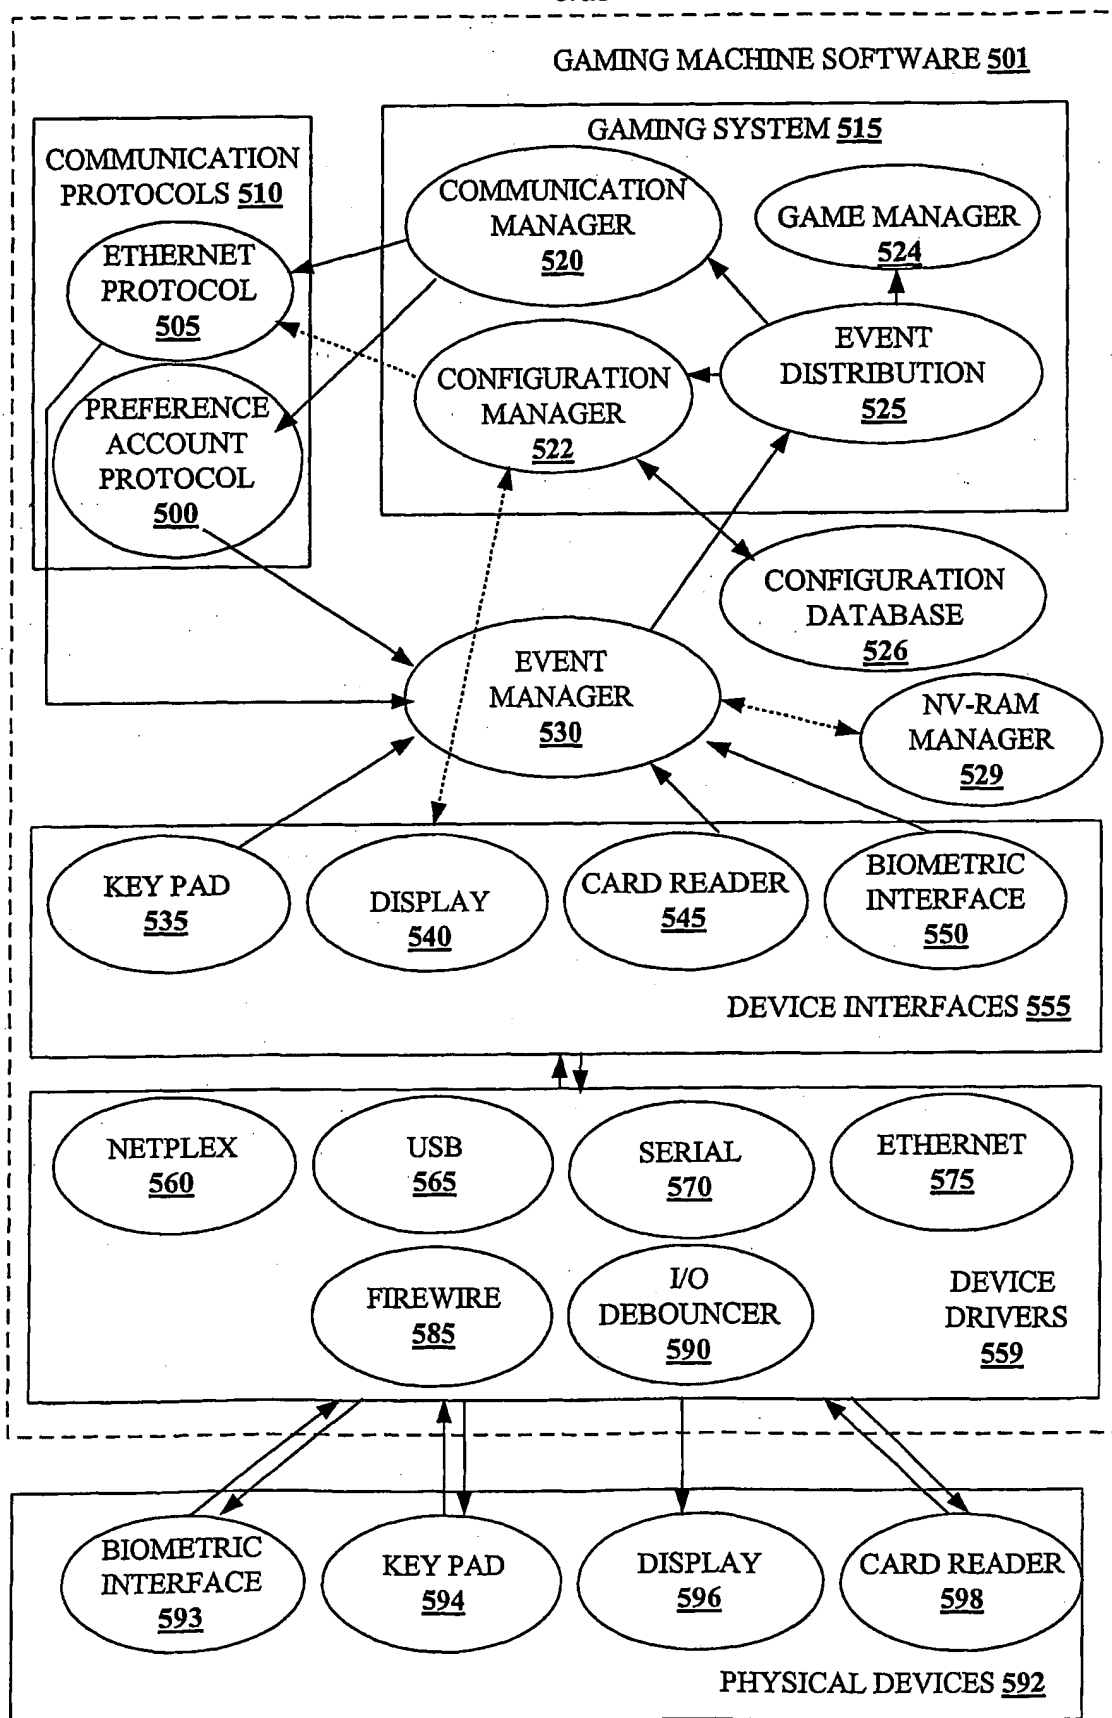 GAMING MACHINE SOFTWARE 501
COMMUNICATION
PROTOCOLS 510
ETHERNET
PROTOCOL
505
PREFERENCE
ACCOUNT
PROTOCOL
500
GAMING SYSTEM 515
COMMUNICATION
MANAGER
520
GAME MANAGER
524
CONFIGURATION
MANAGER
522
EVENT
DISTRIBUTION
525
CONFIGURATION
DATABASE
526
EVENT
MANAGER
530
NV-RAM
MANAGER
529
KEY PAD
535
DISPLAY
540
CARD READER
545
BIOMETRIC
INTERFACE
550
DEVICE INTERFACES 555
NETPLEX
560
USB
565
SERIAL
570
ETHERNET
575
FIREWIRE
585
I/O
DEBOUNCER
590
DEVICE
DRIVERS
559
BIOMETRIC
INTERFACE
593
KEY PAD
594
DISPLAY
596
CARD READER
598
PHYSICAL DEVICES 592